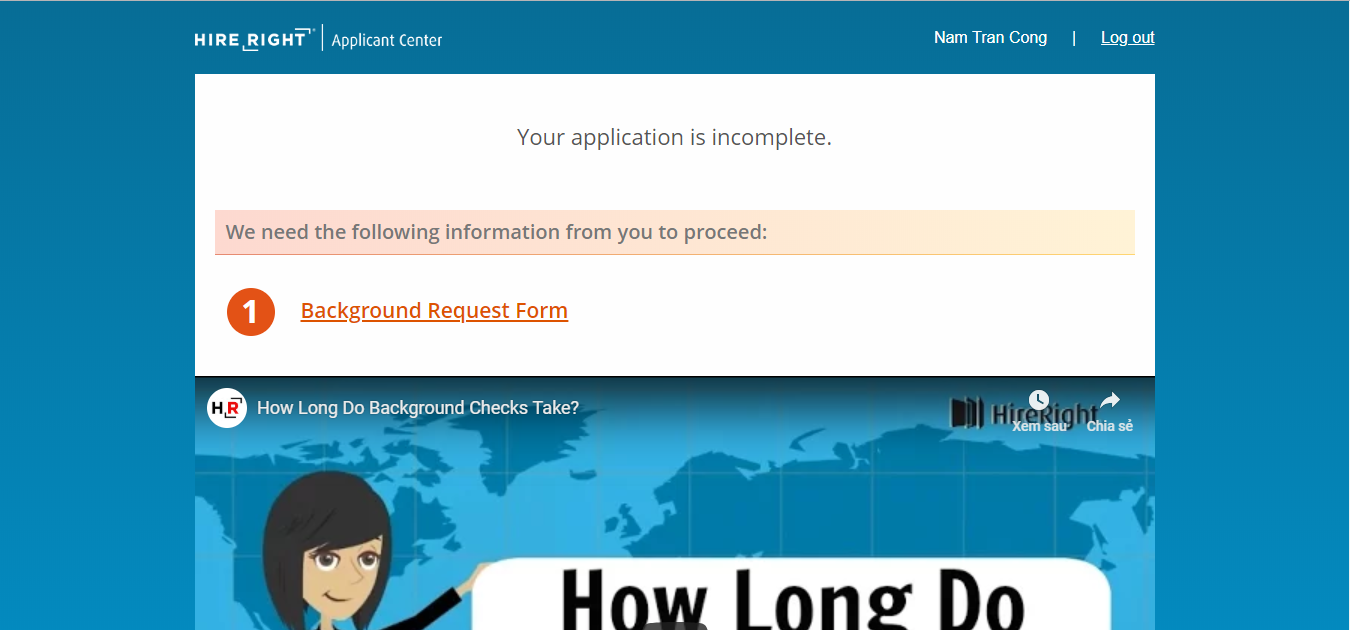 HIRE RIGHT® | Applicant Center
Nam Tran Cong | Log out
Your application is incomplete.
We need the following information from you to proceed:
1 Background Request Form
HR How Long Do Background Checks Take?
HireRight
Xem sau Chia sẻ
How Long Do